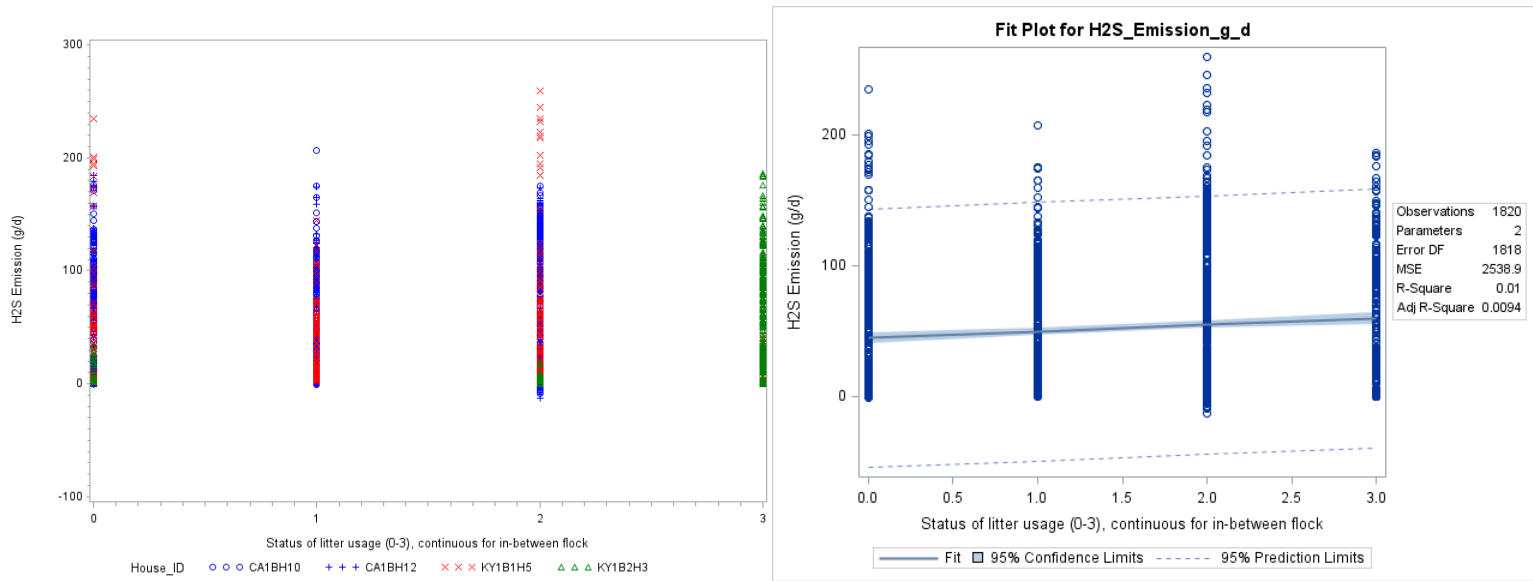 300
200
100
0
-100
H2S Emission (g/d)
0 1 2 3
Status of litter usage (0-3), continuous for in-between flock
House_ID CA1BH10 CA1BH12 KY1B1H5 KY1B2H3
Fit Plot for H2S_Emission_g_d
200
100
0
H2S Emission (g/d)
0.0 0.5 1.0 1.5 2.0 2.5 3.0
Status of litter usage (0-3), continuous for in-between flock
Fit 95% Confidence Limits 95% Prediction Limits
Observations 1820
Parameters 2
Error DF 1818
MSE 2538.9
R-Square 0.01
Adj R-Square 0.0094